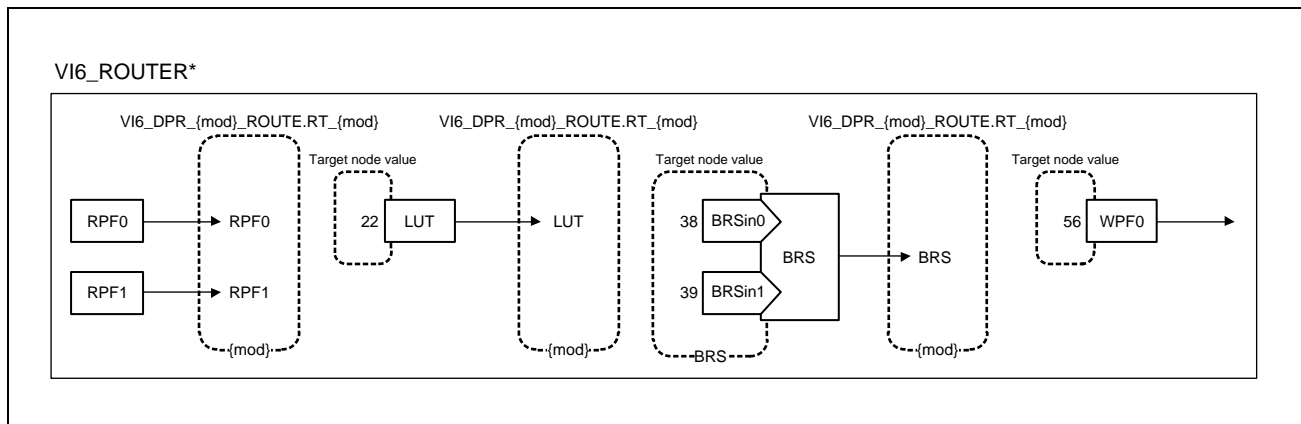 VI6_ROUTER*
VI6_DPR_{mod}_ROUTE.RT_{mod} VI6_DPR_{mod}_ROUTE.RT_{mod} VI6_DPR_{mod}_ROUTE.RT_{mod}
Target node value Target node value Target node value
RPF0 RPF0 22 LUT LUT 38 BRSin0 56 WPF0
BRS BRS
RPF1 RPF1 39 BRSin1
{mod} {mod} BRS {mod}